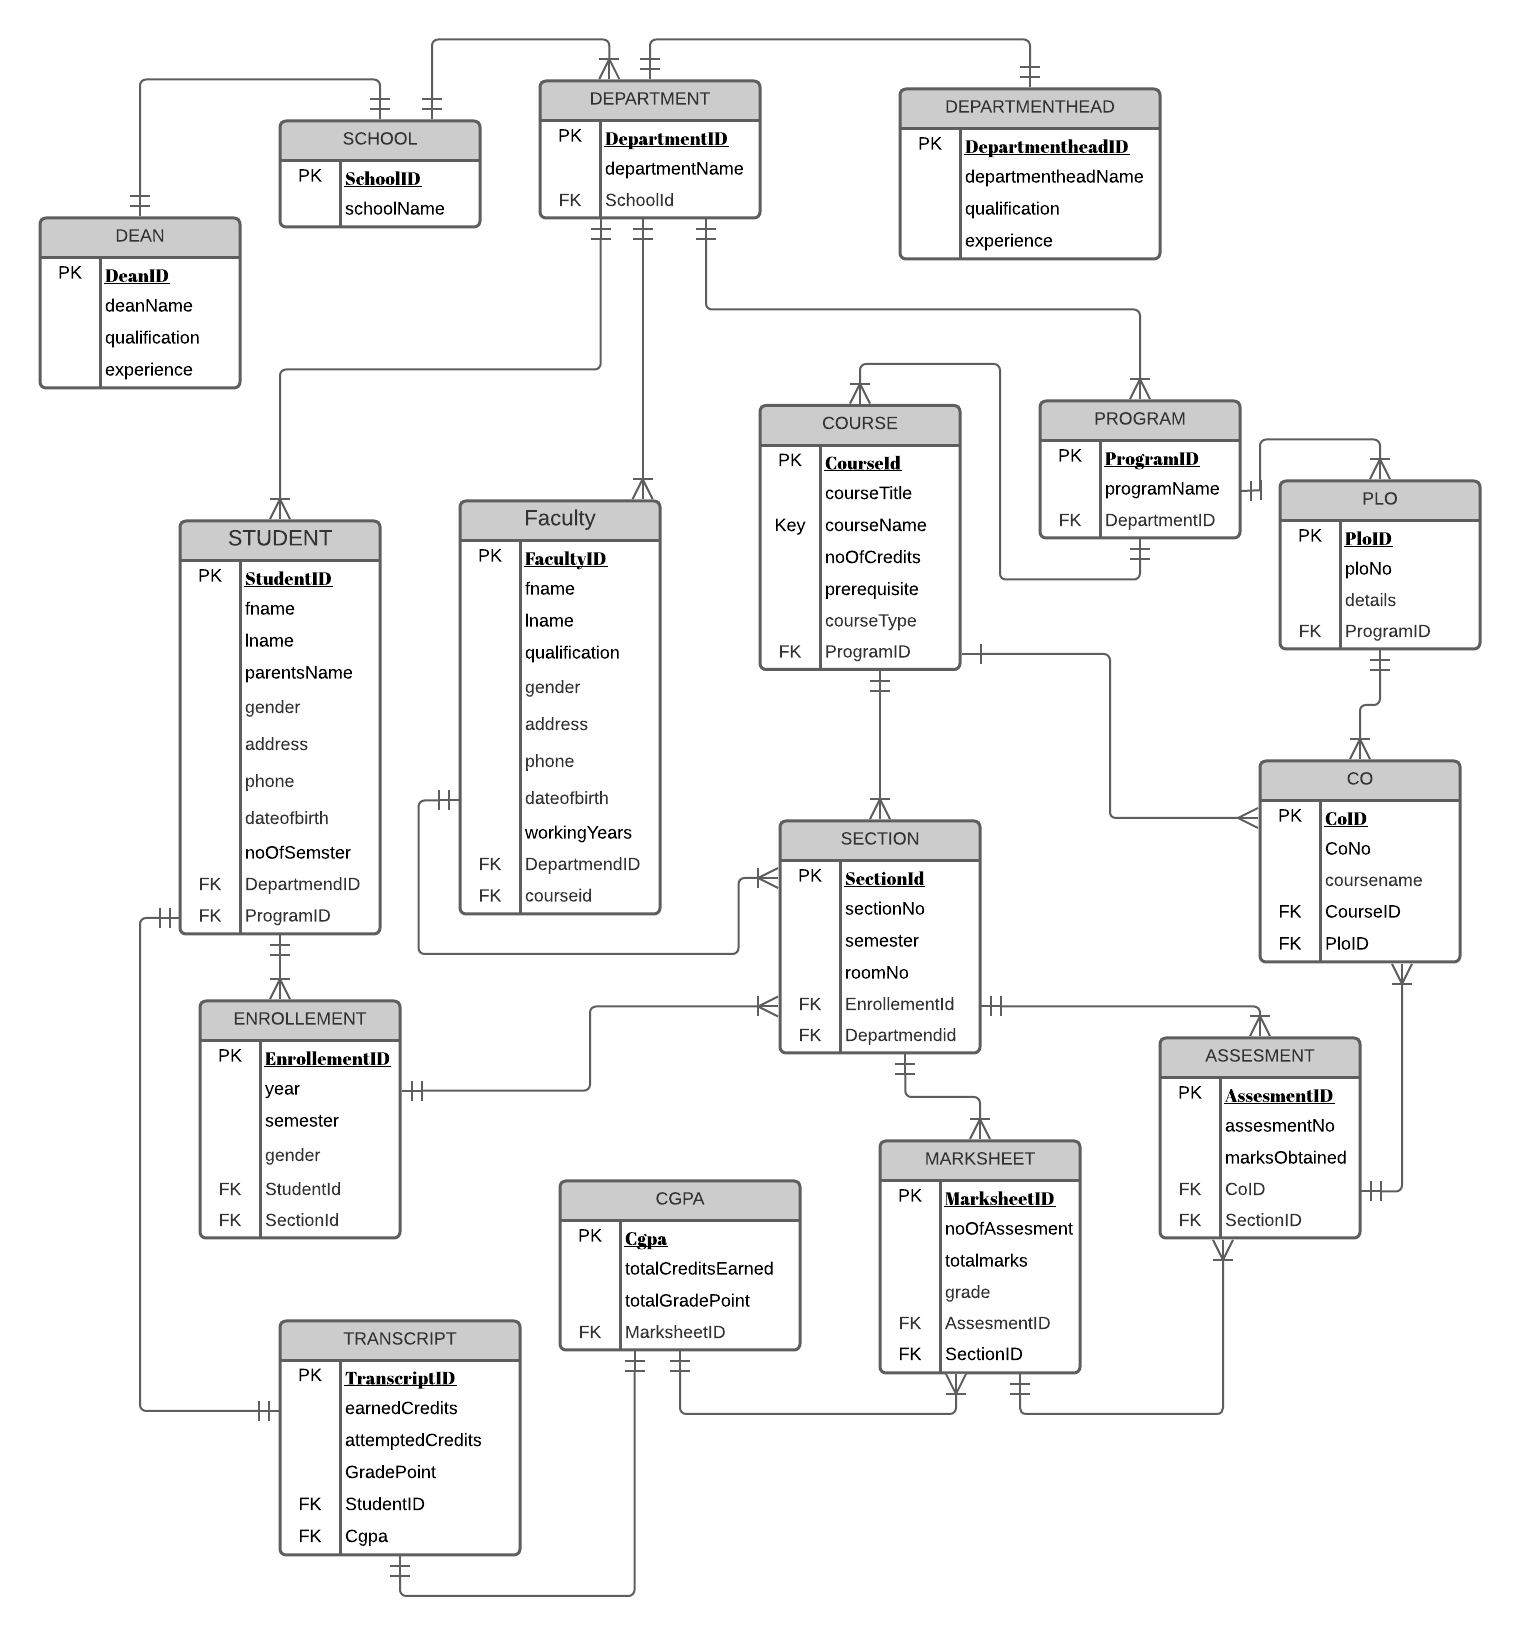 DEPARTMENT
PK DepartmentID
departmentName
FK SchoolId
DEPARTMENTHEAD
PK DepartmentheadID
departmentheadName
qualification
experience
SCHOOL
PK SchoolID
schoolName
DEAN
PK DeanID
deanName
qualification
experience
COURSE
PK CourseId
courseTitle
Key courseName
noOfCredits
prerequisite
courseType
FK ProgramID
PROGRAM
PK ProgramID
programName
FK DepartmentID
PLO
PK PloID
ploNo
details
FK ProgramID
STUDENT
PK StudentID
fname
lname
parentsName
gender
address
phone
dateofbirth
noOfSemster
FK DepartmendID
FK ProgramID
Faculty
PK FacultyID
fname
lname
qualification
gender
address
phone
dateofbirth
workingYears
FK DepartmendID
FK courseid
CO
PK CoID
CoNo
coursename
FK CourseID
FK PloID
SECTION
PK SectionId
sectionNo
semester
roomNo
FK EnrollementId
FK Departmendid
ENROLLEMENT
PK EnrollementID
year
semester
gender
FK StudentId
FK SectionId
ASSESMENT
PK AssesmentID
assesmentNo
marksObtained
FK CoID
FK SectionID
MARKSHEET
PK MarksheetID
noOfAssesment
totalmarks
grade
FK AssesmentID
FK SectionID
CGPA
PK Cgpa
totalCreditsEarned
totalGradePoint
FK MarksheetID
TRANSCRIPT
PK TranscriptID
earnedCredits
attemptedCredits
GradePoint
FK StudentID
FK Cgpa